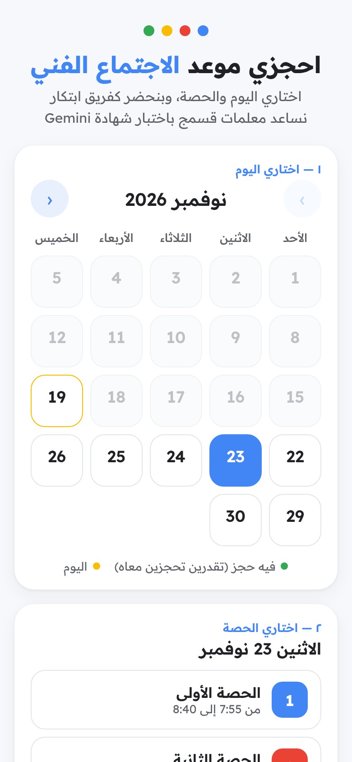 احجزي موعد الاجتماع الفني
اختاري اليوم والحصة، وبنحضر كفريق ابتكار
نساعد معلمات قسمج باختبار شهادة Gemini
١ — اختاري اليوم
‹ نوفمبر 2026 ›
الأحد الاثنين الثلاثاء الأربعاء الخميس
1 2 3 4 5
8 9 10 11 12
15 16 17 18 19
22 23 24 25 26
29 30
فيه حجز (تقدرين تحجزين معاه) اليوم
٢ — اختاري الحصة
الاثنين 23 نوفمبر
1 الحصة الأولى
من 7:55 إلى 8:40
الحصة الثانية